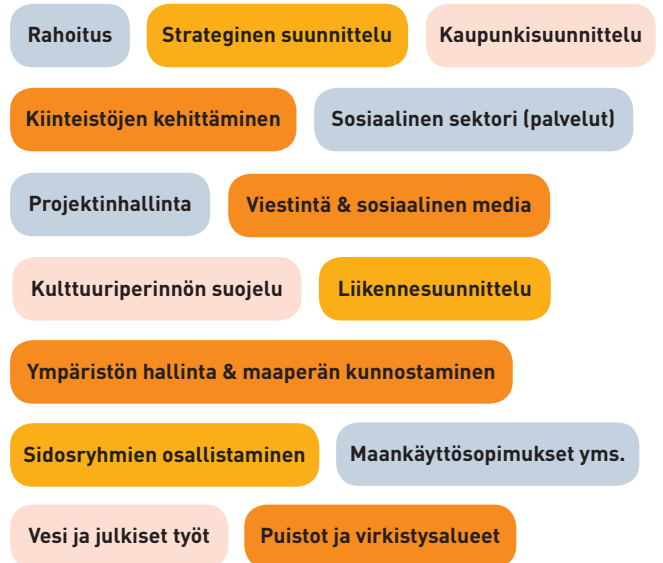 Rahoitus
Strateginen suunnittelu
Kaupunkisuunnittelu
Kiinteistöjen kehittäminen
Sosiaalinen sektori (palvelut)
Projektinhallinta
Viestintä & sosiaalinen media
Kulttuuriperinnön suojelu
Liikennesuunnittelu
Ympäristön hallinta & maaperän kunnostaminen
Sidosryhmien osallistaminen
Maankäyttösopimukset yms.
Vesi ja julkiset työt
Puistot ja virkistysalueet